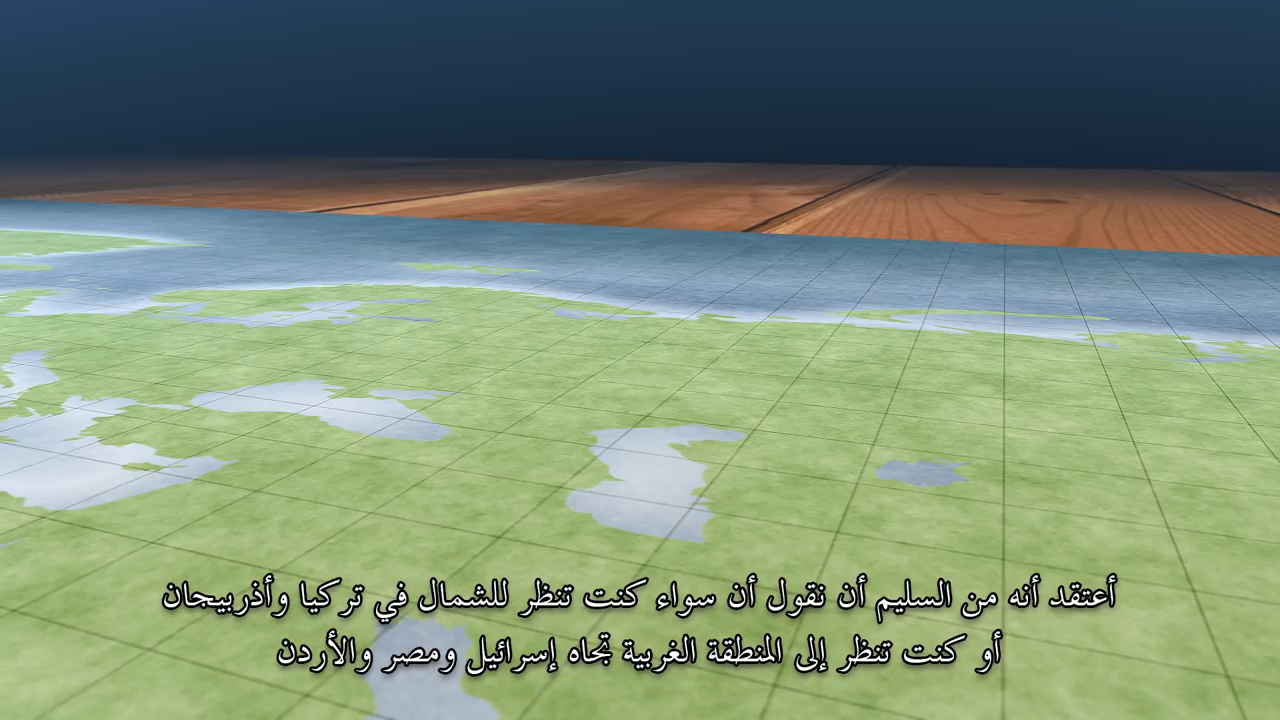 أعتقد أنه من السليم أن نقول أن سواء كنت تنظر للشمال في تركيا وأذربيجان
أو كنت تنظر إلى المنطقة الغربية تجاه إسرائيل ومصر والأردن